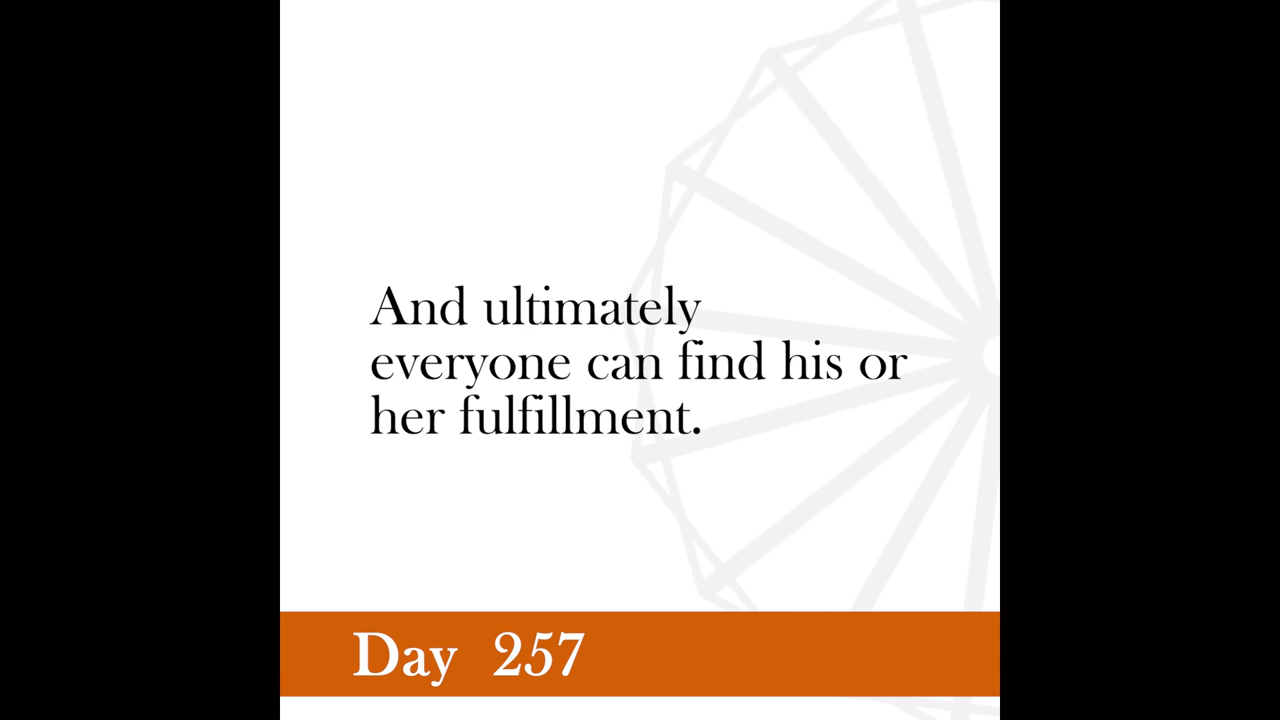 And ultimately
everyone can find his or
her fulfillment.
Day 257